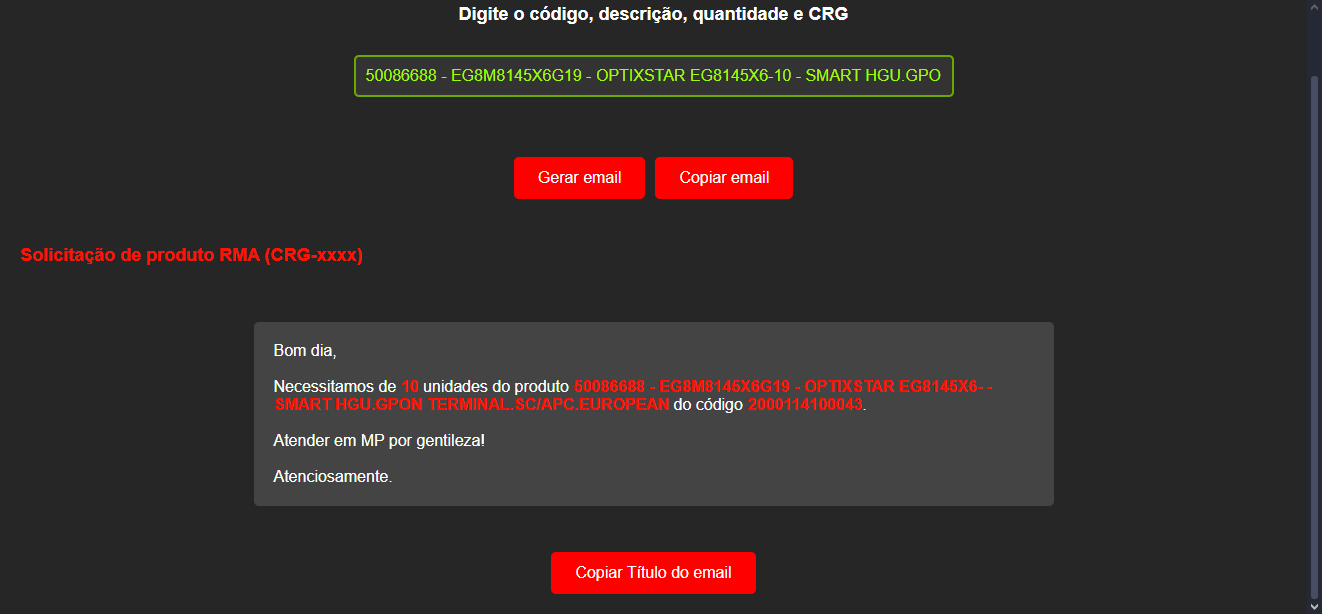 Digite o código, descrição, quantidade e CRG
50086688 - EG8M8145X6G19 - OPTIXSTAR EG8145X6-10 - SMART HGU.GPO
Gerar email
Copiar email
Solicitação de produto RMA (CRG-xxxx)
Bom dia,
Necessitamos de 10 unidades do produto 50086688 - EG8M8145X6G19 - OPTIXSTAR EG8145X6- -
SMART HGU.GPON TERMINAL.SC/APC.EUROPEAN do código 2000114100043.
Atender em MP por gentileza!
Atenciosamente.
Copiar Título do email